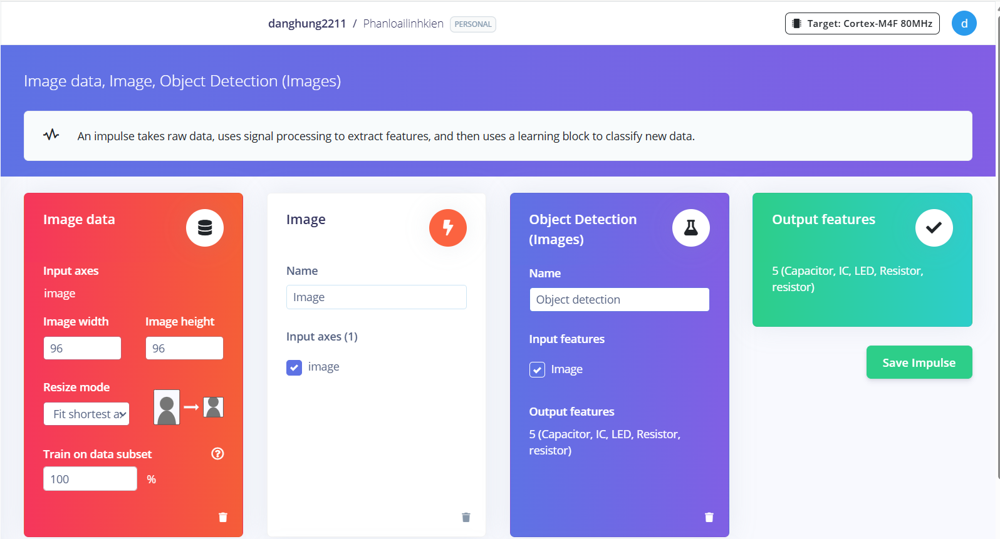 danghung2211 / Phanloailinhkien PERSONAL
Target: Cortex-M4F 80MHz
d
Image data, Image, Object Detection (Images)
An impulse takes raw data, uses signal processing to extract features, and then uses a learning block to classify new data.
Image data
Input axes
image
Image width
Image height
96
96
Resize mode
Fit shortest a
Train on data subset
?
100
%
Image
Name
Image
Input axes (1)
image
Object Detection
(Images)
Name
Object detection
Input features
Image
Output features
5 (Capacitor, IC, LED, Resistor,
resistor)
Output features
5 (Capacitor, IC, LED, Resistor,
resistor)
Save Impulse